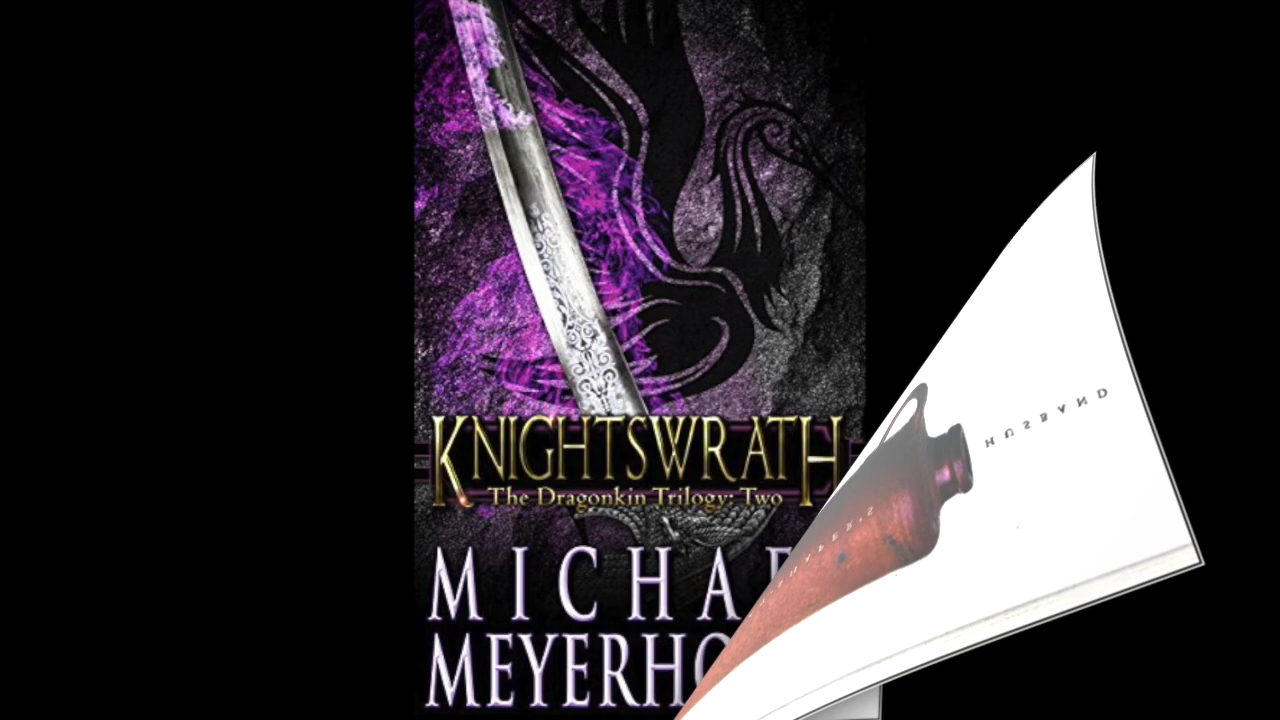 KNIGHTSWRATH
The Dragonkin Trilogy: Two
MICHA
MEYERHO
HUSBAND